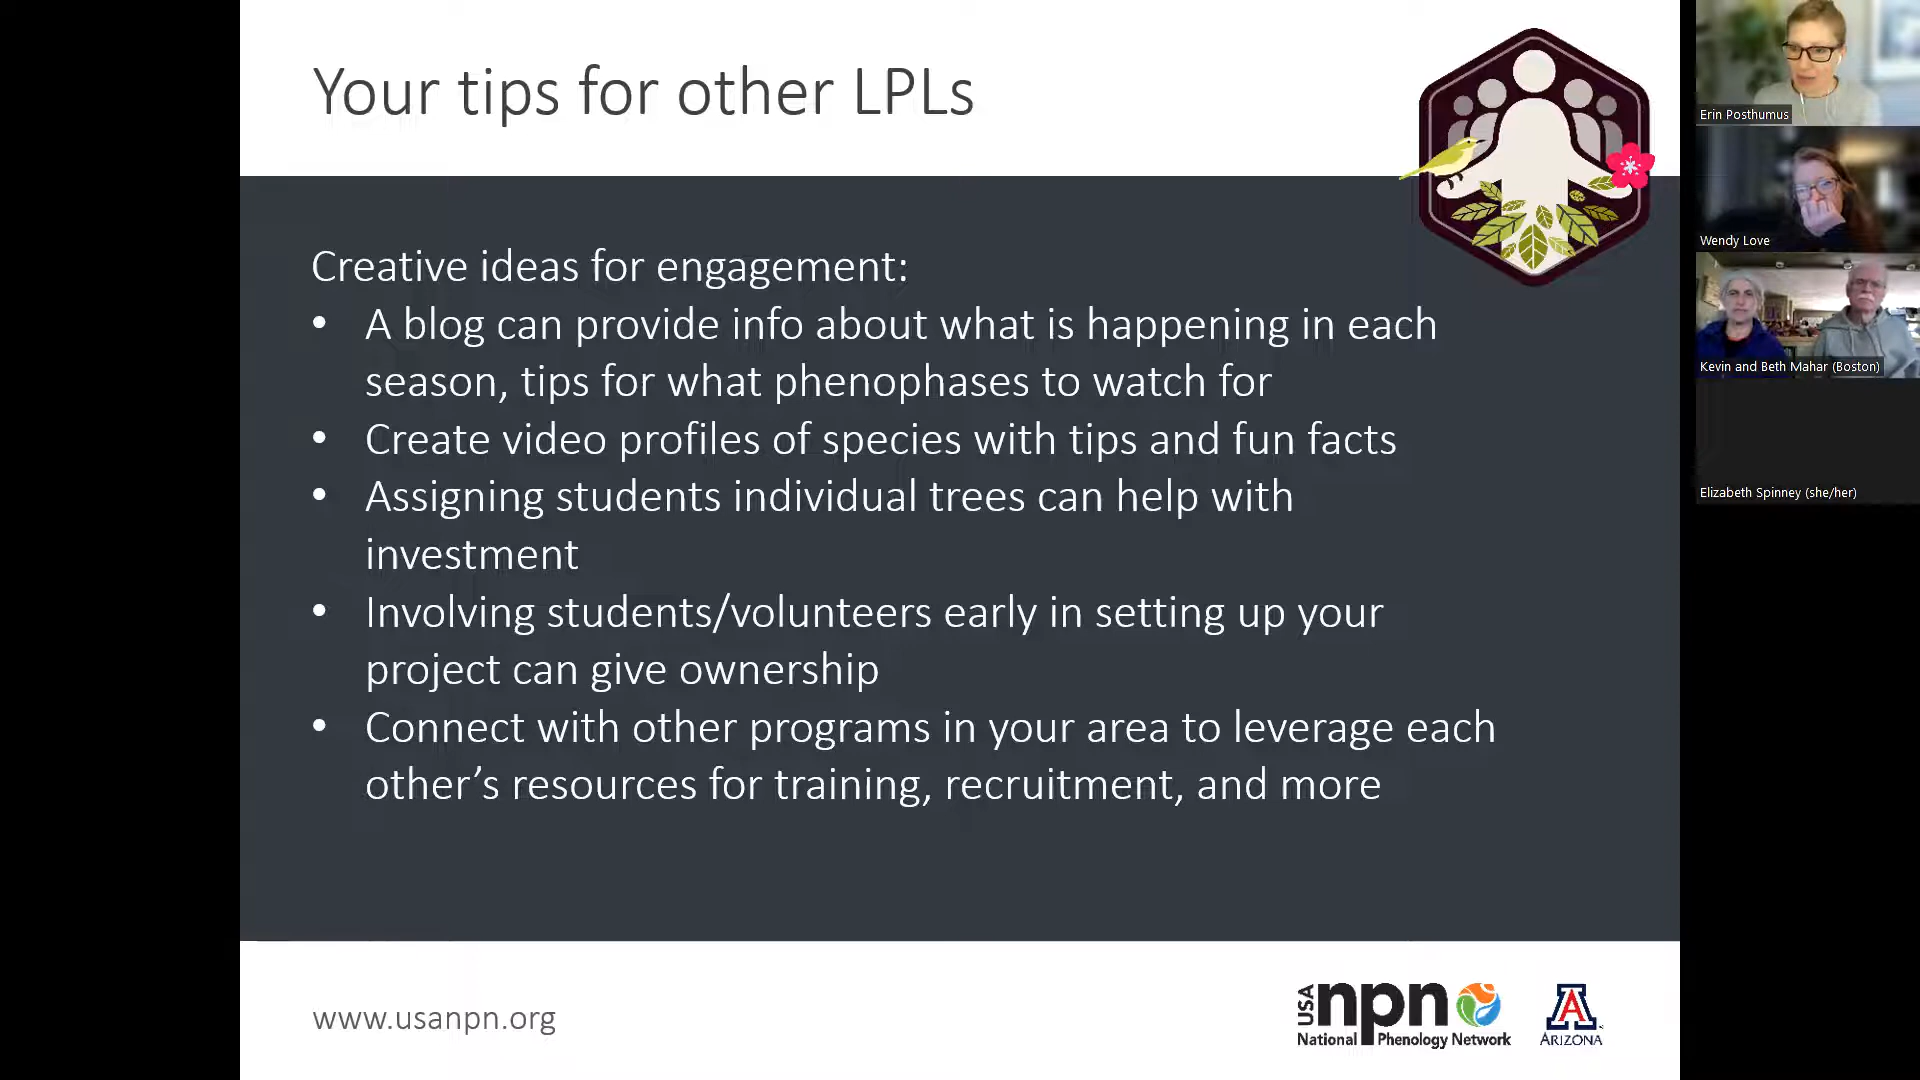 Your tips for other LPLs
Creative ideas for engagement:
• A blog can provide info about what is happening in each
season, tips for what phenophases to watch for
• Create video profiles of species with tips and fun facts
• Assigning students individual trees can help with
investment
• Involving students/volunteers early in setting up your
project can give ownership
• Connect with other programs in your area to leverage each
other’s resources for training, recruitment, and more
www.usanpn.org
USA npn
National Phenology Network
A
ARIZONA
Erin Posthumus
Wendy Love
Kevin and Beth Mahar (Boston)
Elizabeth Spinney (she/her)